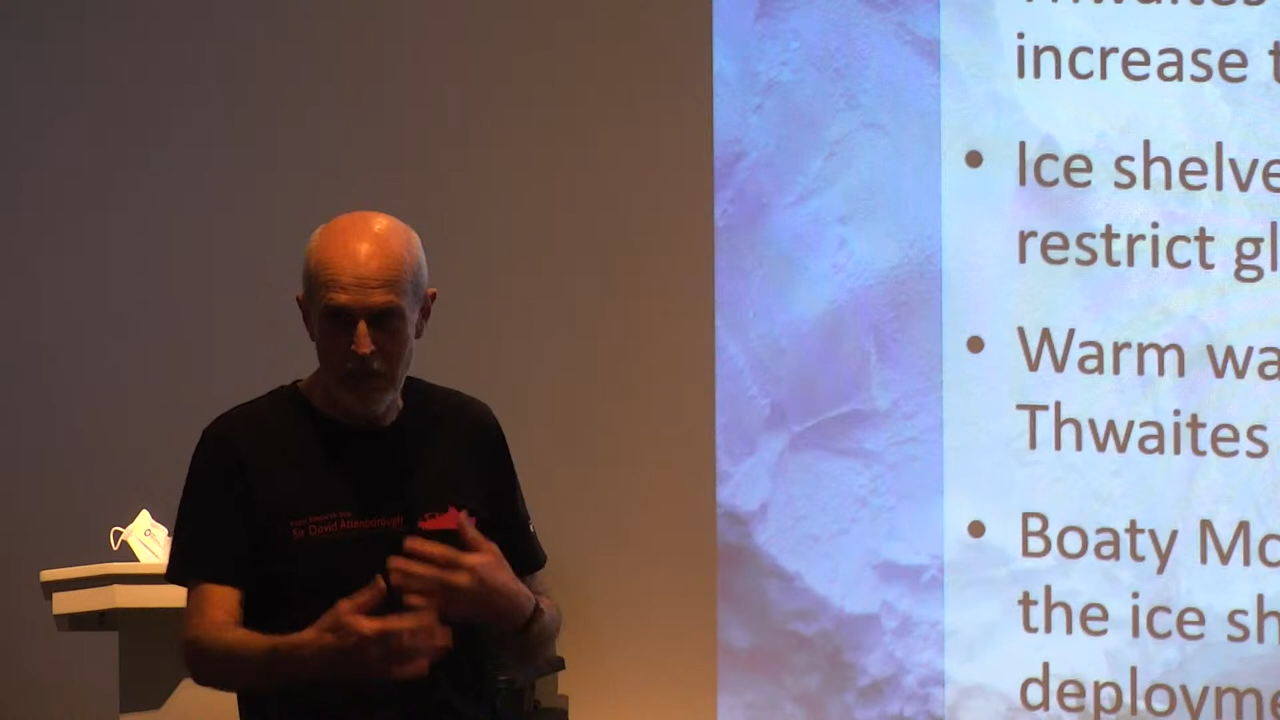 increase t
• Ice shelve
restrict gl
• Warm wa
Thwaites
• Boaty Mc
the ice sh
deployme
Sir David Attenborough